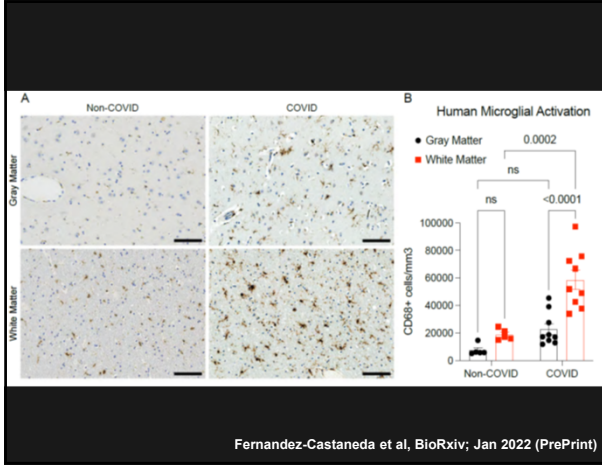 A
Non-COVID
COVID
Gray Matter
White Matter
B
Human Microglial Activation
Gray Matter
White Matter
0.0002
ns
ns
<0.0001
CD68+ cells/mm3
100000
80000
60000
40000
20000
0
Non-COVID
COVID
Fernandez-Castaneda et al, BioRxiv; Jan 2022 (PrePrint)